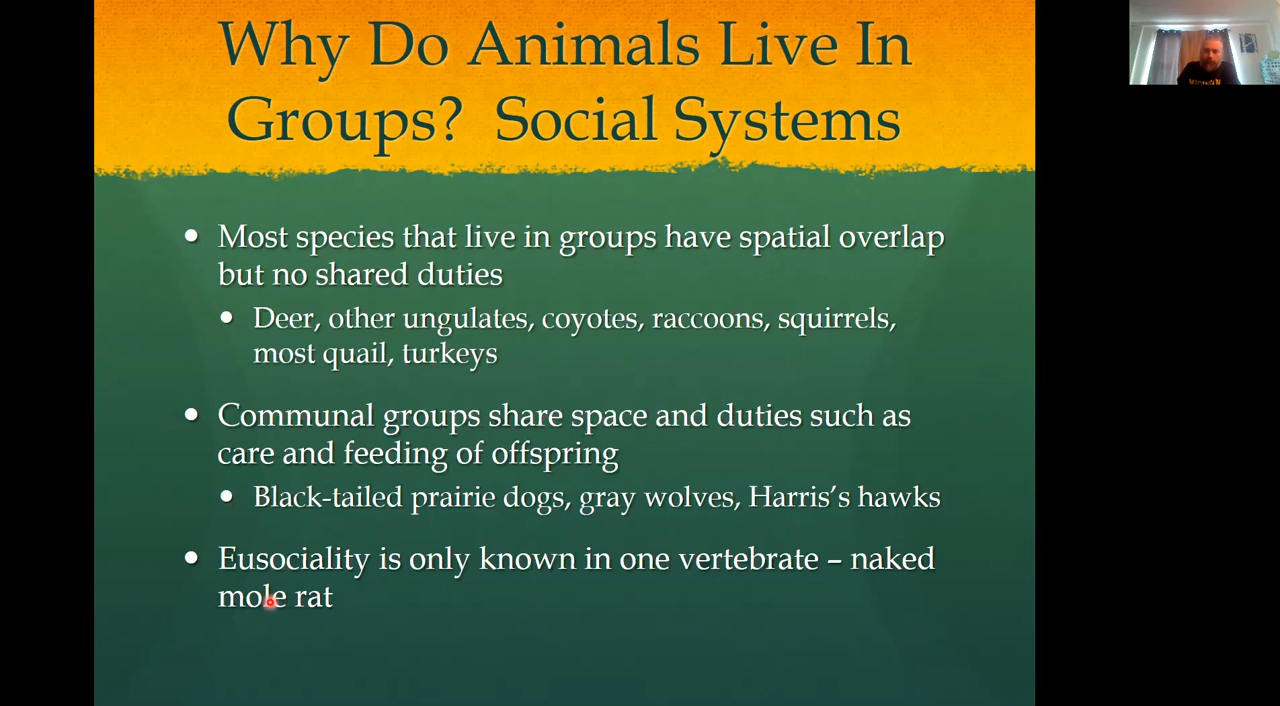 Why Do Animals Live In
Groups? Social Systems
• Most species that live in groups have spatial overlap
but no shared duties
• Deer, other ungulates, coyotes, raccoons, squirrels,
most quail, turkeys
• Communal groups share space and duties such as
care and feeding of offspring
• Black-tailed prairie dogs, gray wolves, Harris’s hawks
• Eusociality is only known in one vertebrate – naked
mole rat